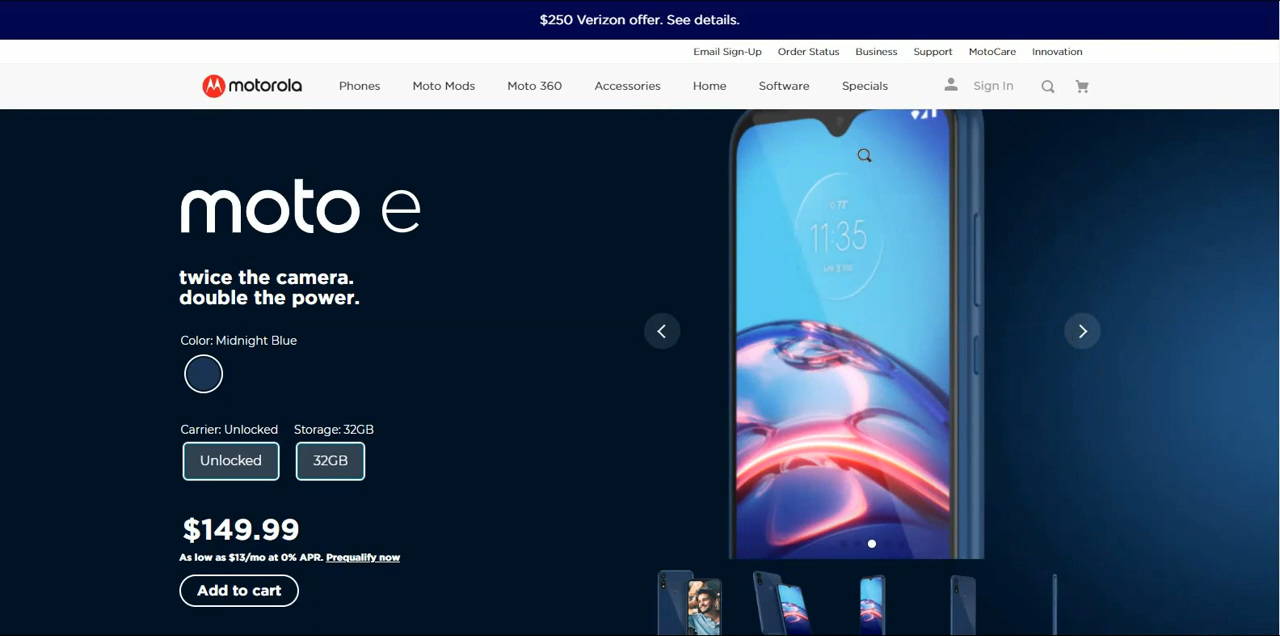 $250 Verizon offer. See details.
Email Sign-Up Order Status Business Support MotoCare Innovation
motorola Phones Moto Mods Moto 360 Accessories Home Software Specials Sign In
moto e
twice the camera.
double the power.
Color: Midnight Blue
Carrier: Unlocked Storage: 32GB
Unlocked 32GB
$149.99
As low as $13/mo at 0% APR. Prequalify now
Add to cart
73°
11:35